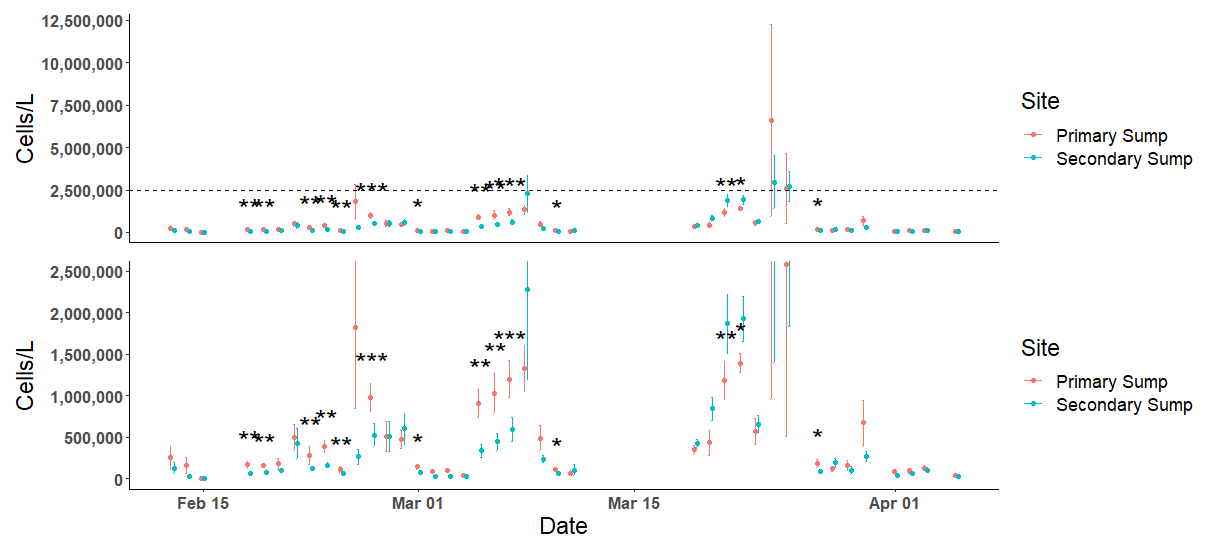 12,500,000
10,000,000
7,500,000
5,000,000
2,500,000
0
Cells/L
** ** ** ** ** *** * ** ** *** * ** * *
Site
Primary Sump
Secondary Sump
2,500,000
2,000,000
1,500,000
1,000,000
500,000
0
Cells/L
** ** ** ** ** *** * ** ** *** * ** * *
Site
Primary Sump
Secondary Sump
Feb 15 Mar 01 Mar 15 Apr 01
Date